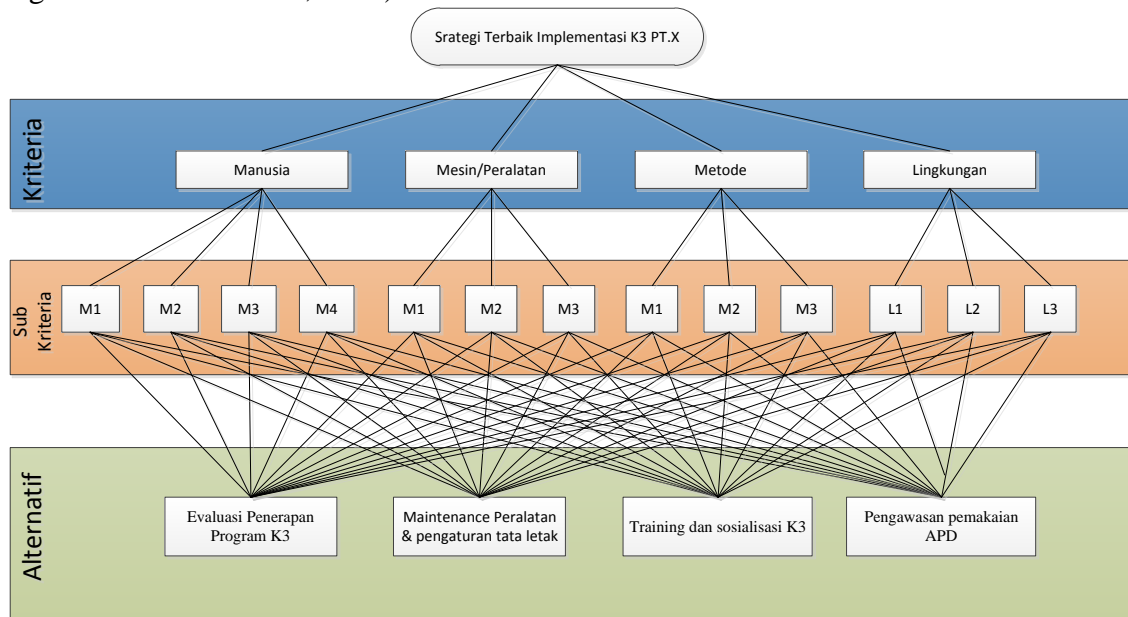 Srategi Terbaik Implementasi K3 PT.X
Kriteria
Manusia
Mesin/Peralatan
Metode
Lingkungan
Sub
Kriteria
M1
M2
M3
M4
M1
M2
M3
M1
M2
M3
L1
L2
L3
Alternatif
Evaluasi Penerapan
Program K3
Maintenance Peralatan
& pengaturan tata letak
Training dan sosialisasi K3
Pengawasan pemakaian
APD